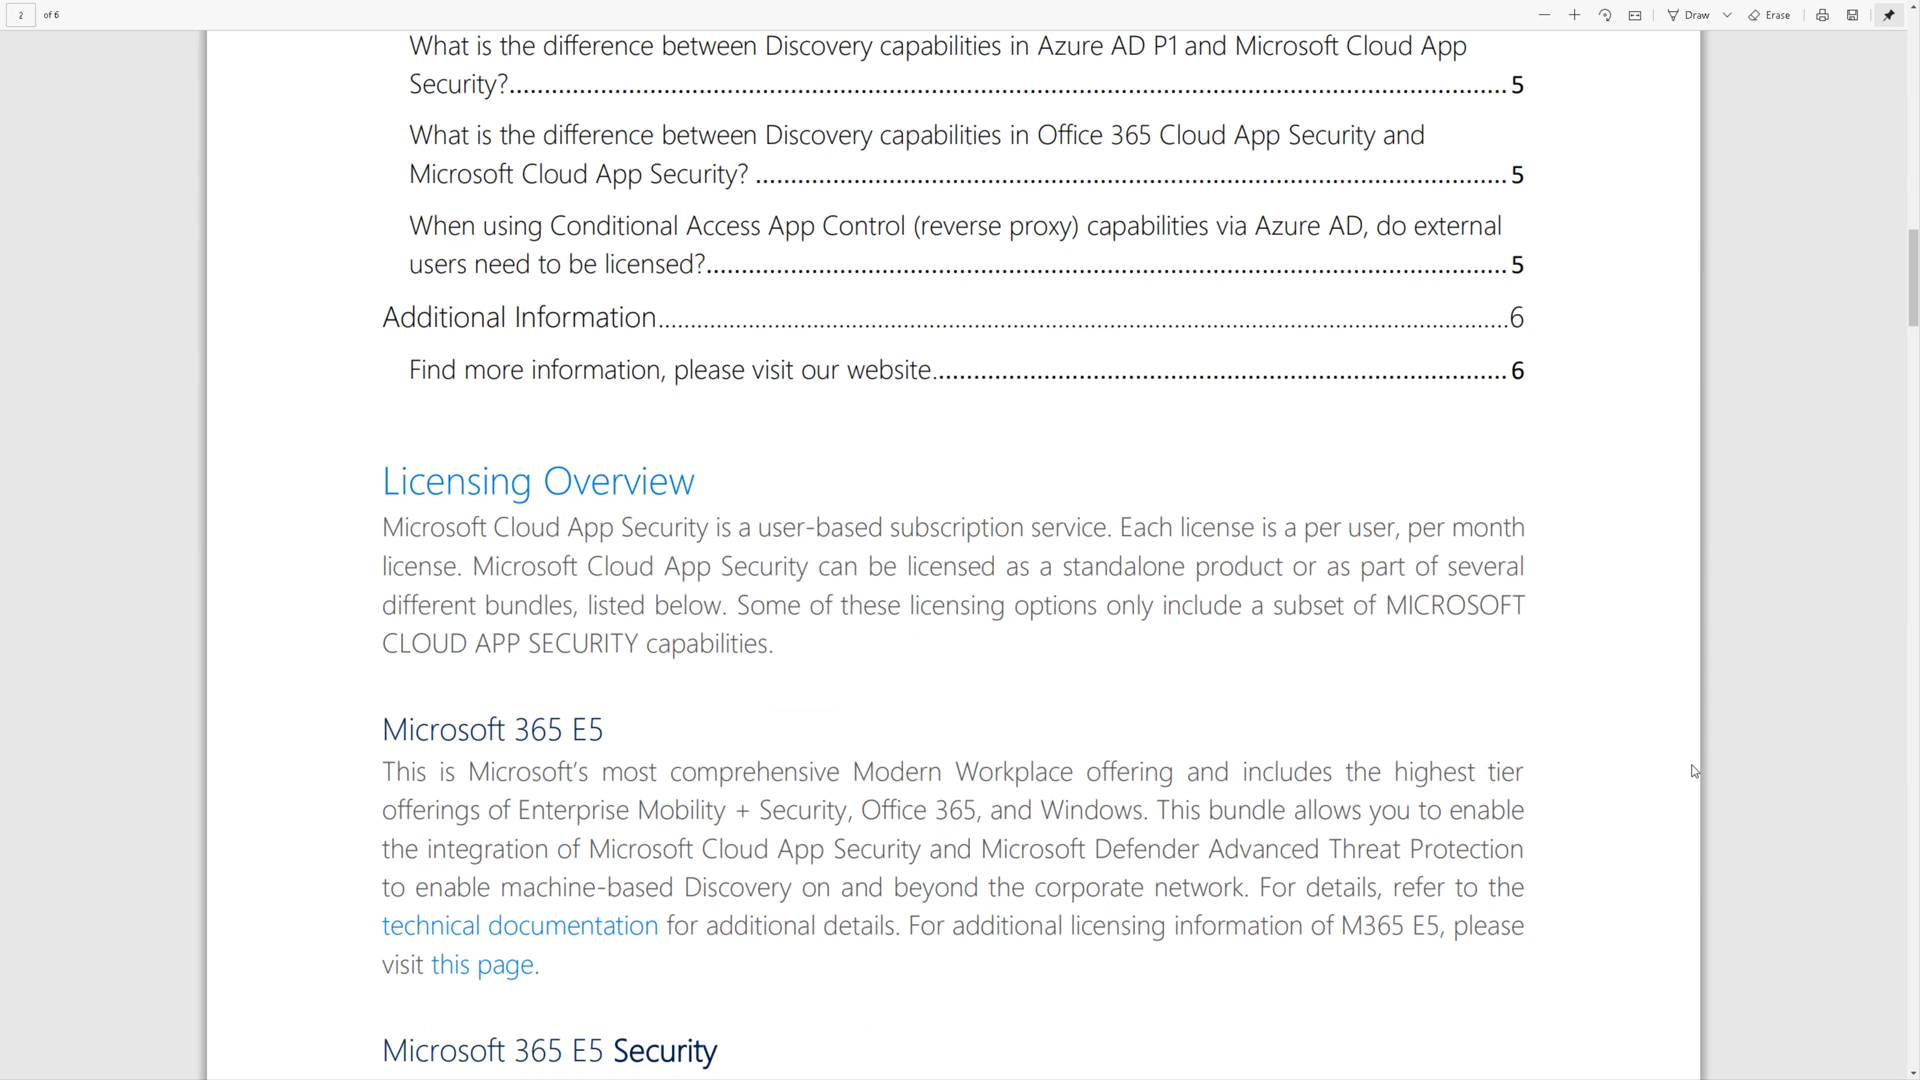 2 of 6 Draw Erase
What is the difference between Discovery capabilities in Azure AD P1 and Microsoft Cloud App
Security?.......................................................................................................................................... 5
What is the difference between Discovery capabilities in Office 365 Cloud App Security and
Microsoft Cloud App Security? ........................................................................................................ 5
When using Conditional Access App Control (reverse proxy) capabilities via Azure AD, do external
users need to be licensed?............................................................................................................... 5
Additional Information.....................................................................................................................6
Find more information, please visit our website................................................................................ 6
Licensing Overview
Microsoft Cloud App Security is a user-based subscription service. Each license is a per user, per month
license. Microsoft Cloud App Security can be licensed as a standalone product or as part of several
different bundles, listed below. Some of these licensing options only include a subset of MICROSOFT
CLOUD APP SECURITY capabilities.
Microsoft 365 E5
This is Microsoft’s most comprehensive Modern Workplace offering and includes the highest tier
offerings of Enterprise Mobility + Security, Office 365, and Windows. This bundle allows you to enable
the integration of Microsoft Cloud App Security and Microsoft Defender Advanced Threat Protection
to enable machine-based Discovery on and beyond the corporate network. For details, refer to the
technical documentation for additional details. For additional licensing information of M365 E5, please
visit this page.
Microsoft 365 E5 Security